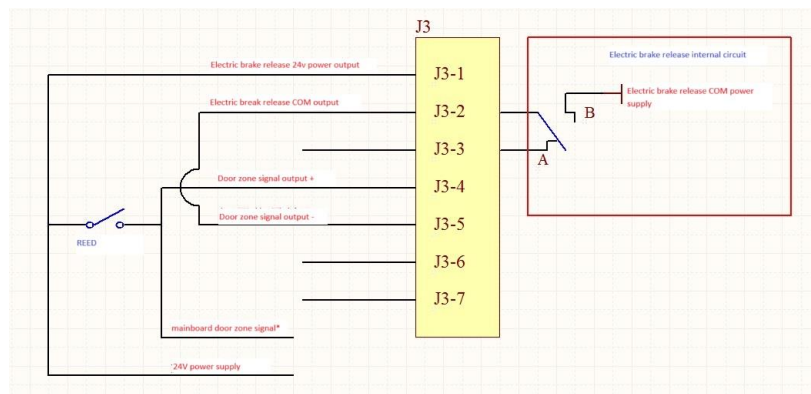 J3
Electric brake release 24v power output
J3-1
Electric brake release internal circuit
Electric brake release COM power
supply
Electric break release COM output
J3-2
B
J3-3
A
Door zone signal output +
J3-4
Door zone signal output -
J3-5
REED
J3-6
J3-7
mainboard door zone signal*
24V power supply